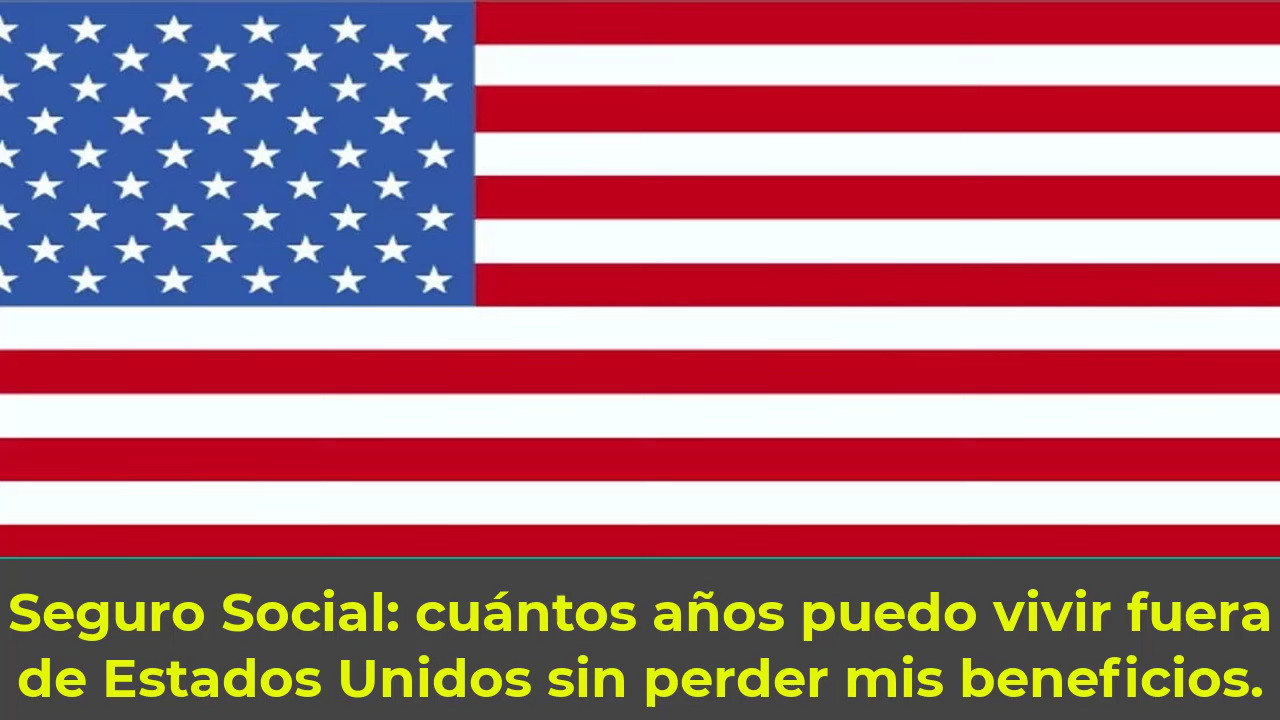 Seguro Social: cuántos años puedo vivir fuera
de Estados Unidos sin perder mis beneficios.